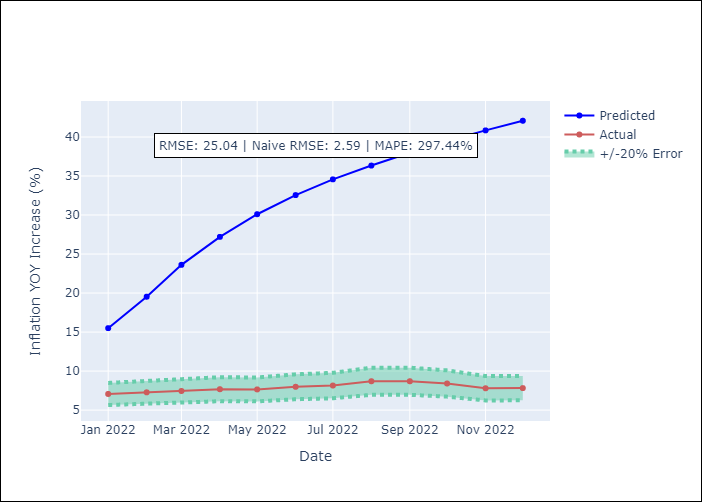 Predicted
Actual
+/-20% Error
RMSE: 25.04 | Naive RMSE: 2.59 | MAPE: 297.44%
40
35
30
25
20
15
10
5
Inflation YOY Increase (%)
Jan 2022 Mar 2022 May 2022 Jul 2022 Sep 2022 Nov 2022
Date